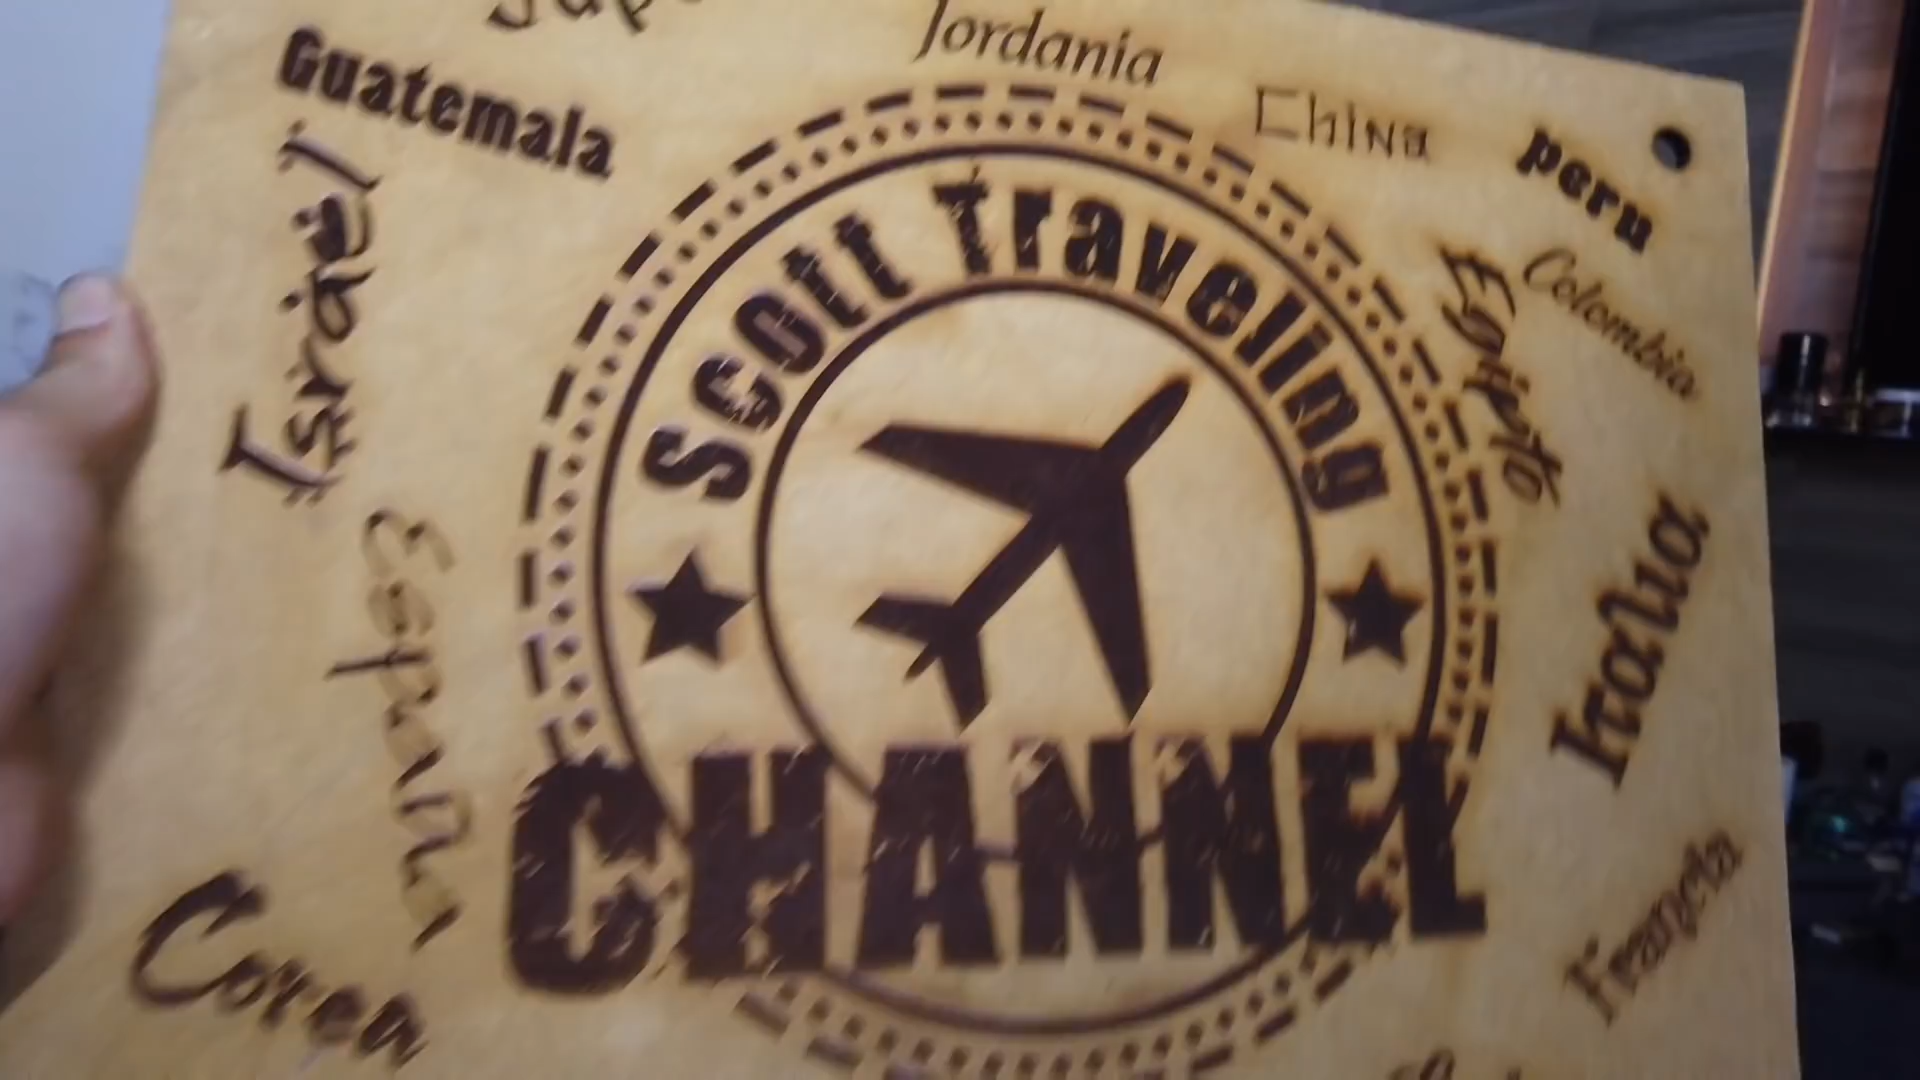 Jordania
Guatemala
China
peru
Israel
Colombia
Egipto
Scott Traveling
CHANNEL
España
Italia
Francia
Corea